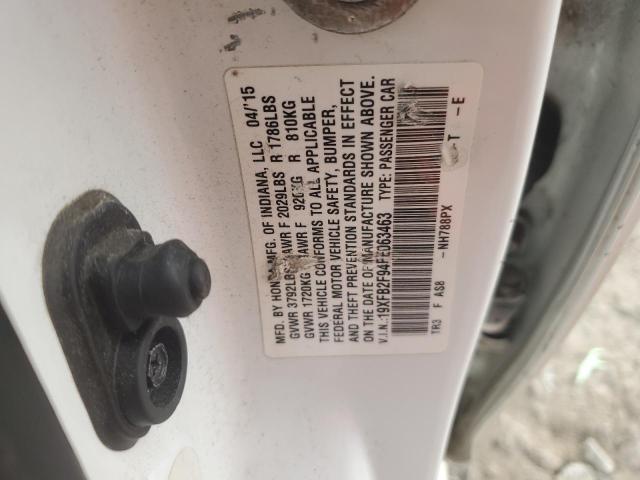 MFD. BY HONDA MFG. OF INDIANA, LLC 04/'15
GVWR 3792LBS GAWR F 2029LBS R 1786LBS
GVWR 1720KG GAWR F 920KG R 810KG
THIS VEHICLE CONFORMS TO ALL APPLICABLE
FEDERAL MOTOR VEHICLE SAFETY, BUMPER,
AND THEFT PREVENTION STANDARDS IN EFFECT
ON THE DATE OF MANUFACTURE SHOWN ABOVE.
V.I.N.: 19XFB2F94FE063463 TYPE: PASSENGER CAR
TR3 F AS8 - NH788PX T - E